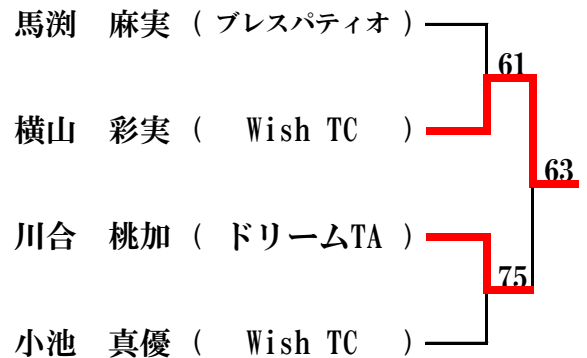 馬渕 麻実 ( ブレスパティオ )
61
横山 彩実 ( Wish TC )
63
川合 桃加 ( ドリームTA )
75
小池 真優 ( Wish TC )